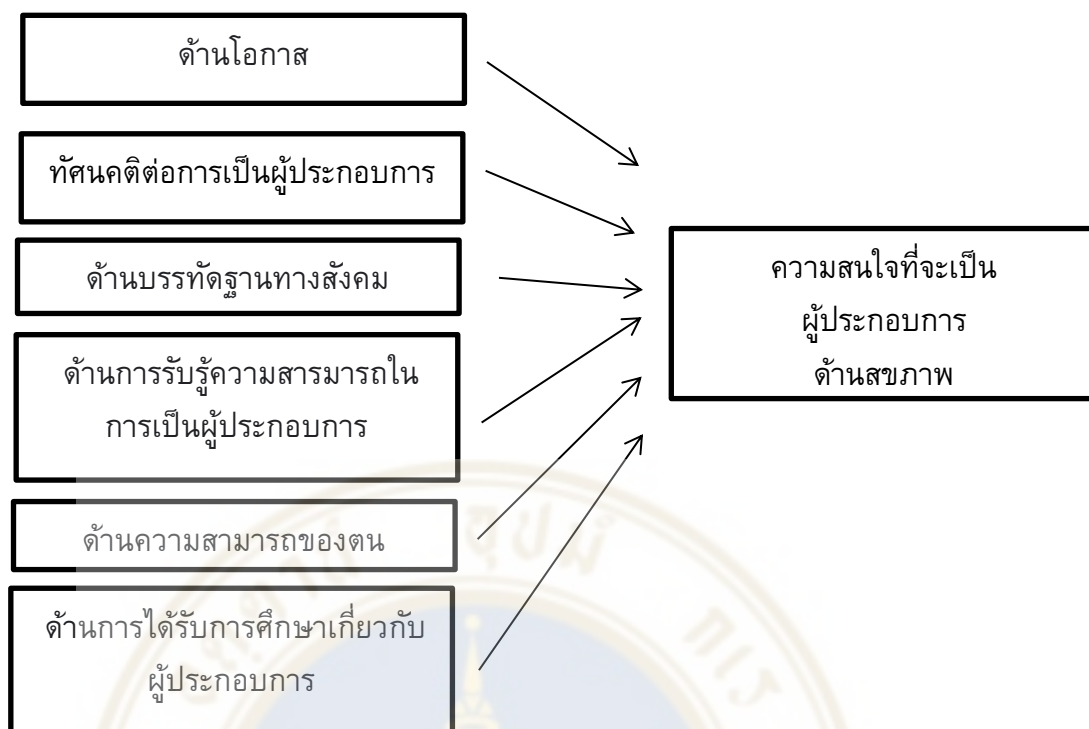 ด้านโอกาส
ทัศนคติต่อการเป็นผู้ประกอบการ
ด้านบรรทัดฐานทางสังคม
ด้านการรับรู้ความสารมารถใน
การเป็นผู้ประกอบการ
ด้านความสามารถของตน
ด้านการได้รับการศึกษาเกี่ยวกับ
ผู้ประกอบการ
ความสนใจที่จะเป็น
ผู้ประกอบการ
ด้านสขภาพ